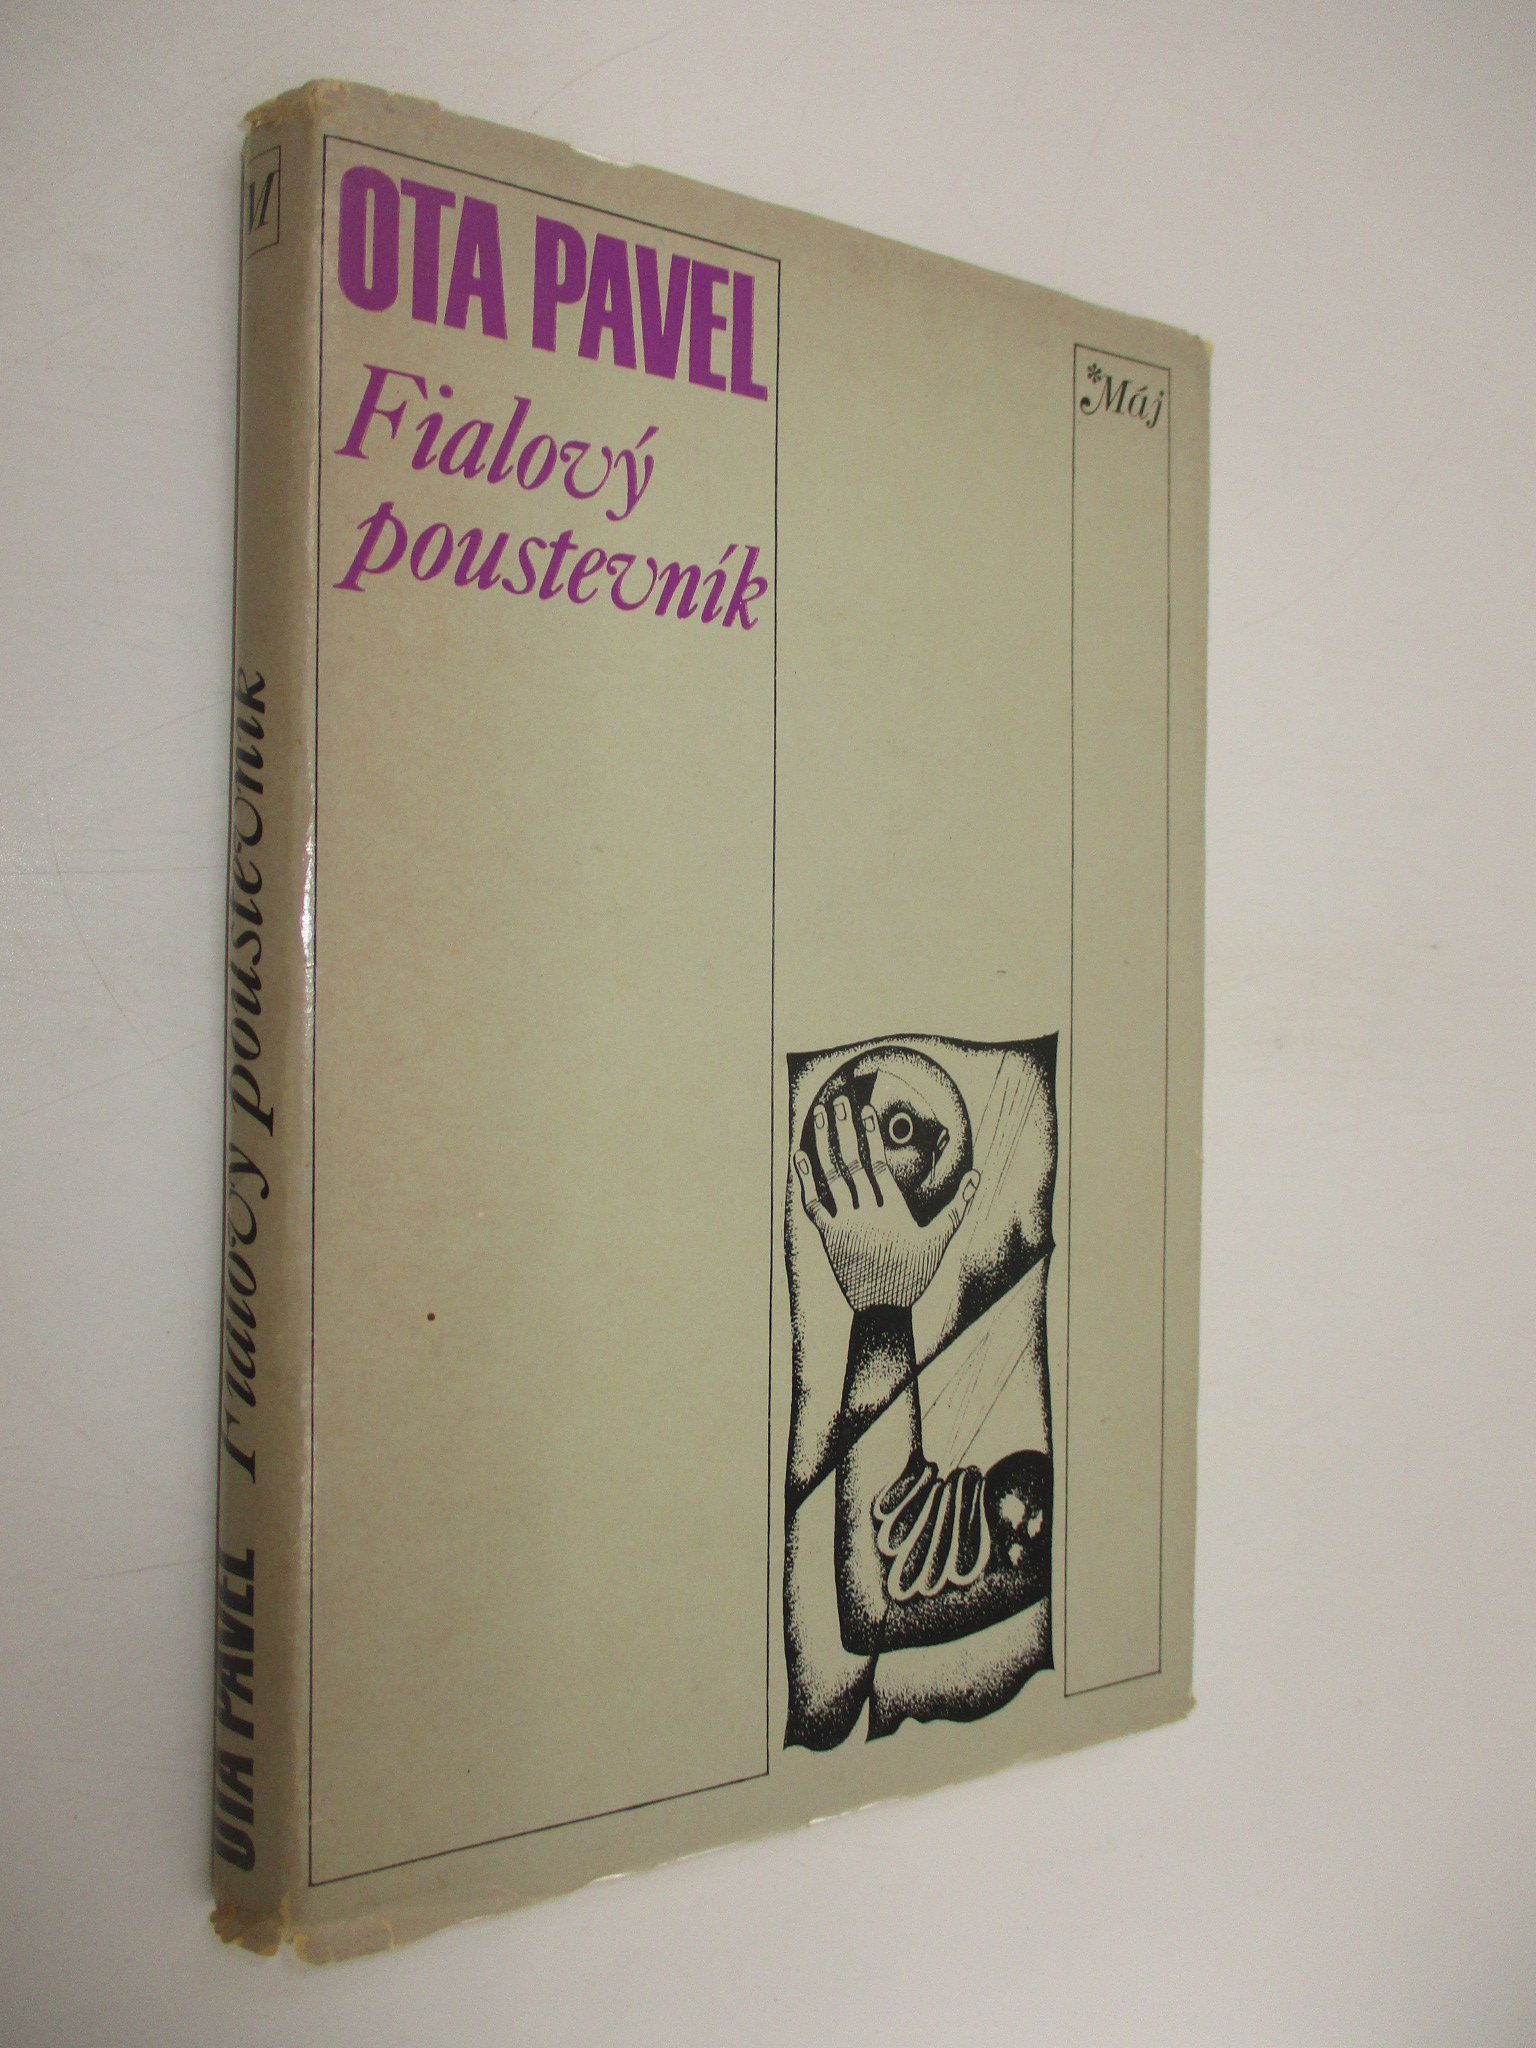 OTA PAVEL
Fialový
poustevník
*Máj
M
OTA PAVEL Fialový poustevník